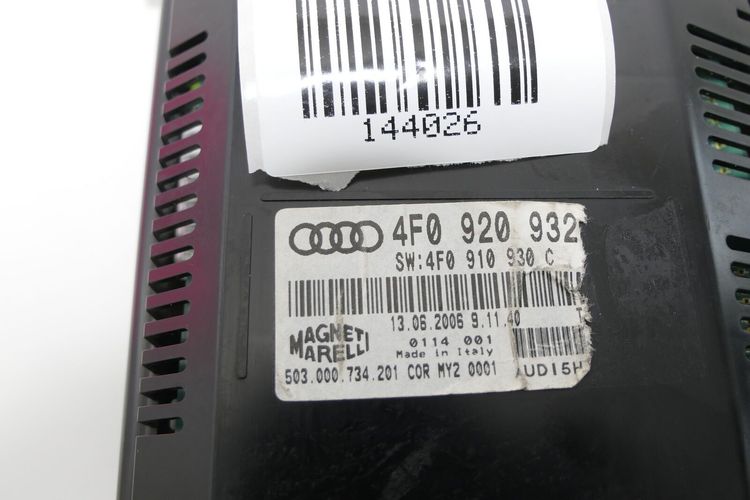 144026
4F0 920 932
SW:4F0 910 930 C
13.06.2006 9.11.40
MAGNETI MARELLI
0114 001
Made in Italy
503.000.734.201 COR MY2 0001
UDI5H